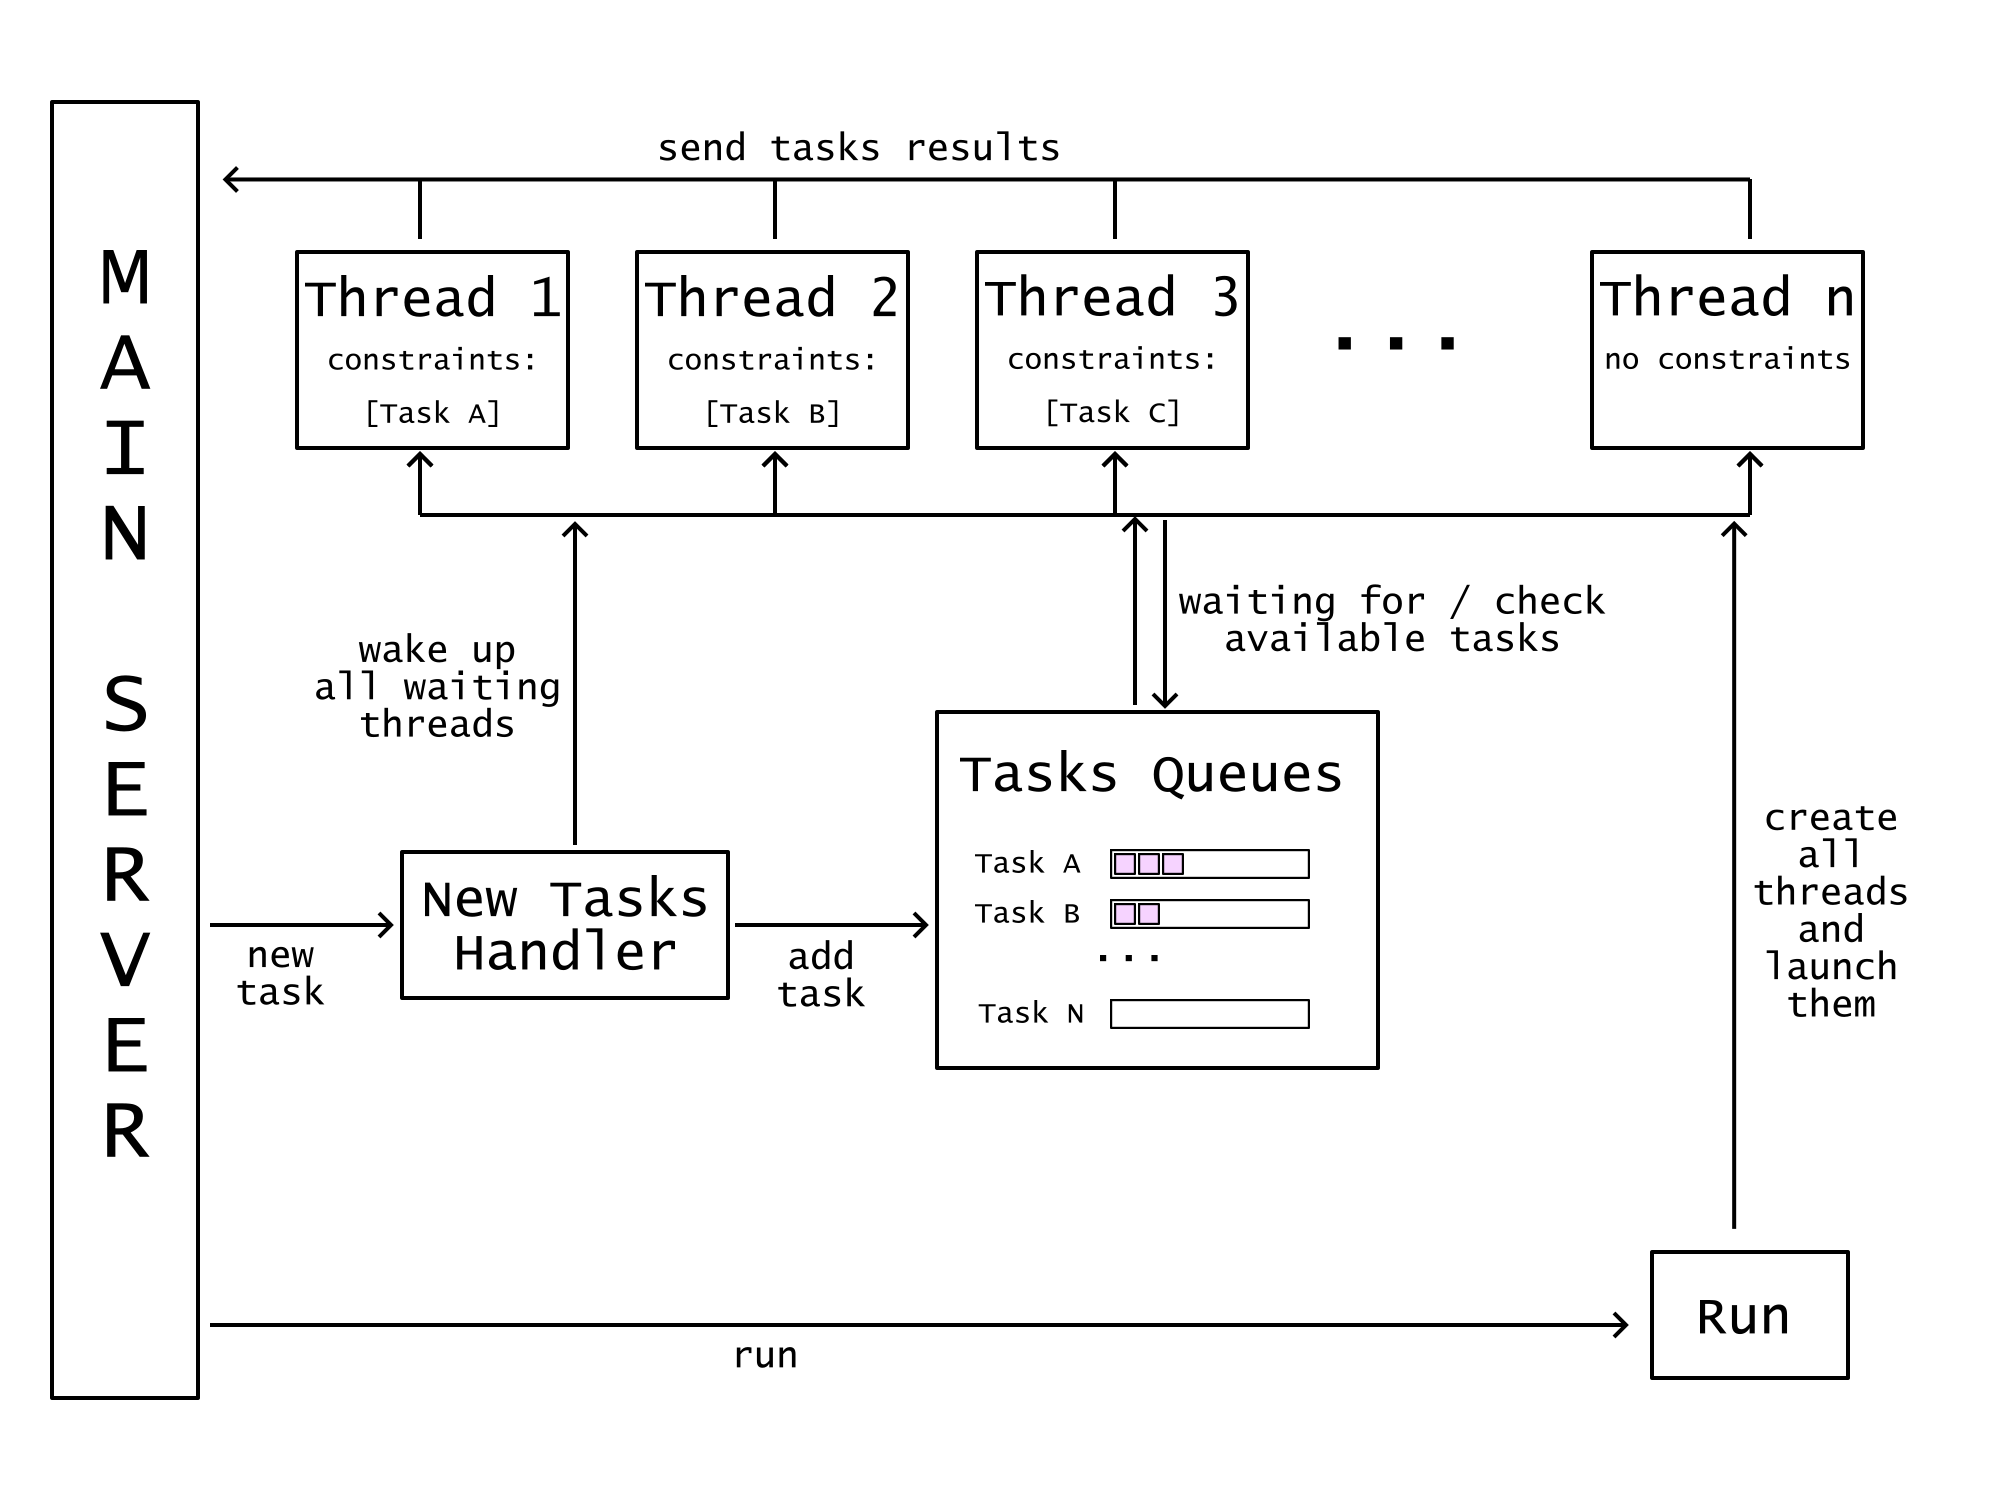 MAIN SERVER
send tasks results
Thread 1
constraints:
[Task A]
Thread 2
constraints:
[Task B]
Thread 3
constraints:
[Task C]
...
Thread n
no constraints
wake up
all waiting
threads
waiting for / check
available tasks
Tasks Queues
Task A
Task B
...
Task N
New Tasks
Handler
new
task
add
task
create
all
threads
and
launch
them
Run
run